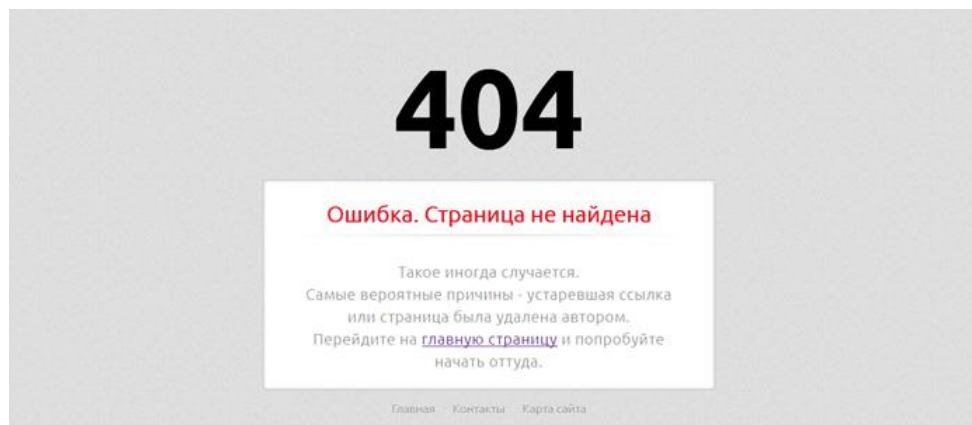 404
Ошибка. Страница не найдена
Такое иногда случается.
Самые вероятные причины - устаревшая ссылка
или страница была удалена автором.
Перейдите на главную страницу и попробуйте
начать оттуда.
Главная Контакты Карта сайта